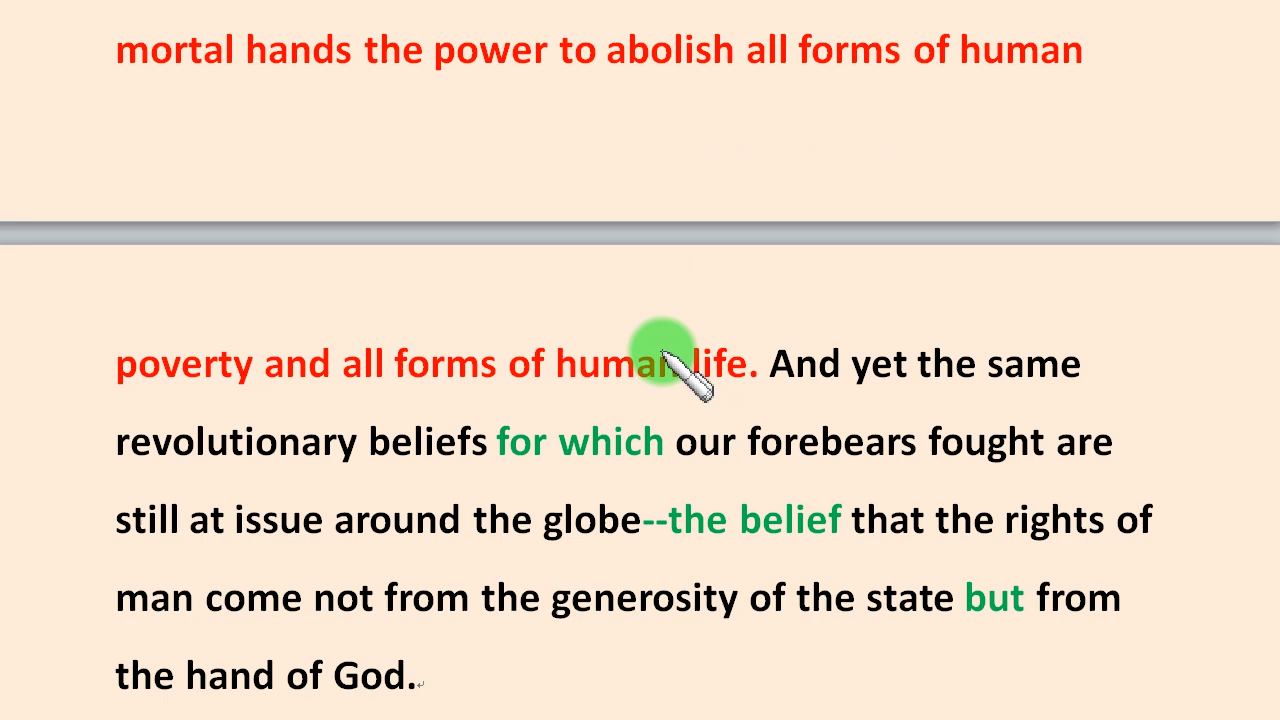 mortal hands the power to abolish all forms of human
poverty and all forms of human life. And yet the same
revolutionary beliefs for which our forebears fought are
still at issue around the globe--the belief that the rights of
man come not from the generosity of the state but from
the hand of God.